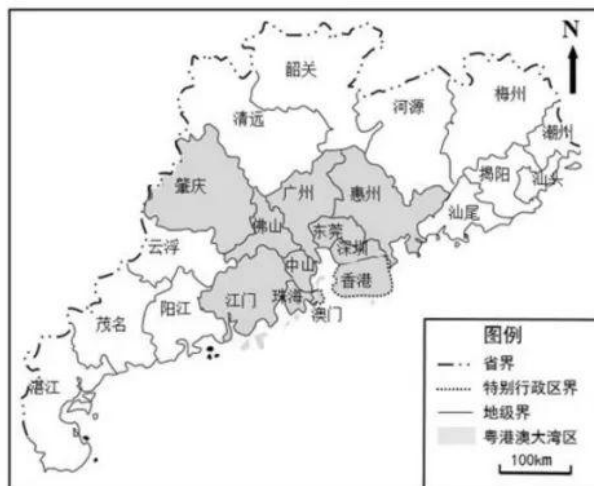 N
韶关
梅州
河源
清远
潮州
揭阳
汕头
肇庆
广州
惠州
汕尾
佛山
东莞
云浮
深圳
中山
香港
江门
珠海
澳门
阳江
茂名
湛江
图例
省界
特别行政区界
地级界
粤港澳大湾区
100km